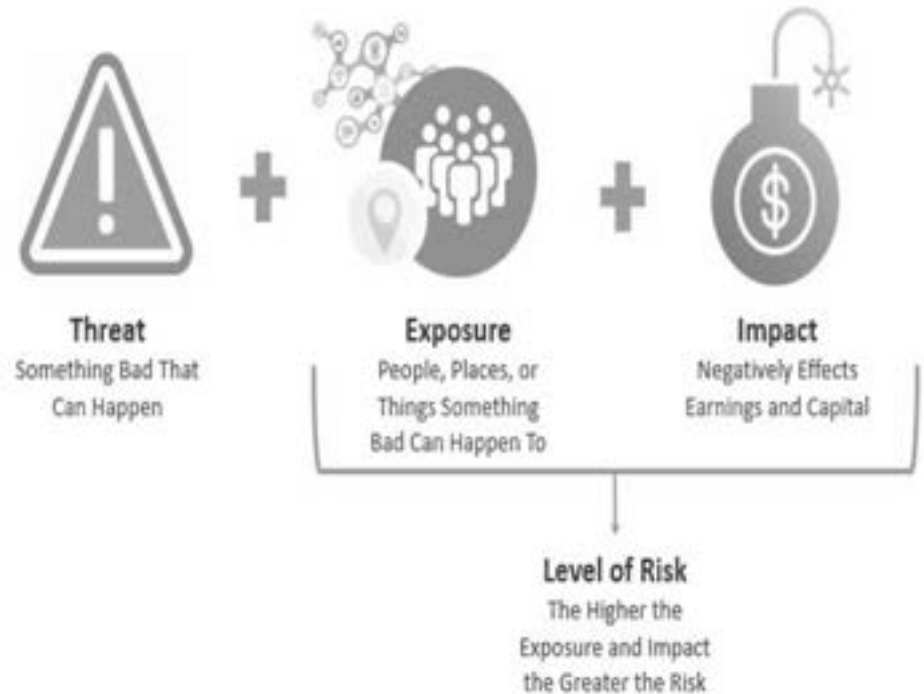 Threat
Something Bad That
Can Happen
Exposure
People, Places, or
Things Something
Bad Can Happen To
$
Impact
Negatively Effects
Earnings and Capital
Level of Risk
The Higher the
Exposure and Impact
the Greater the Risk